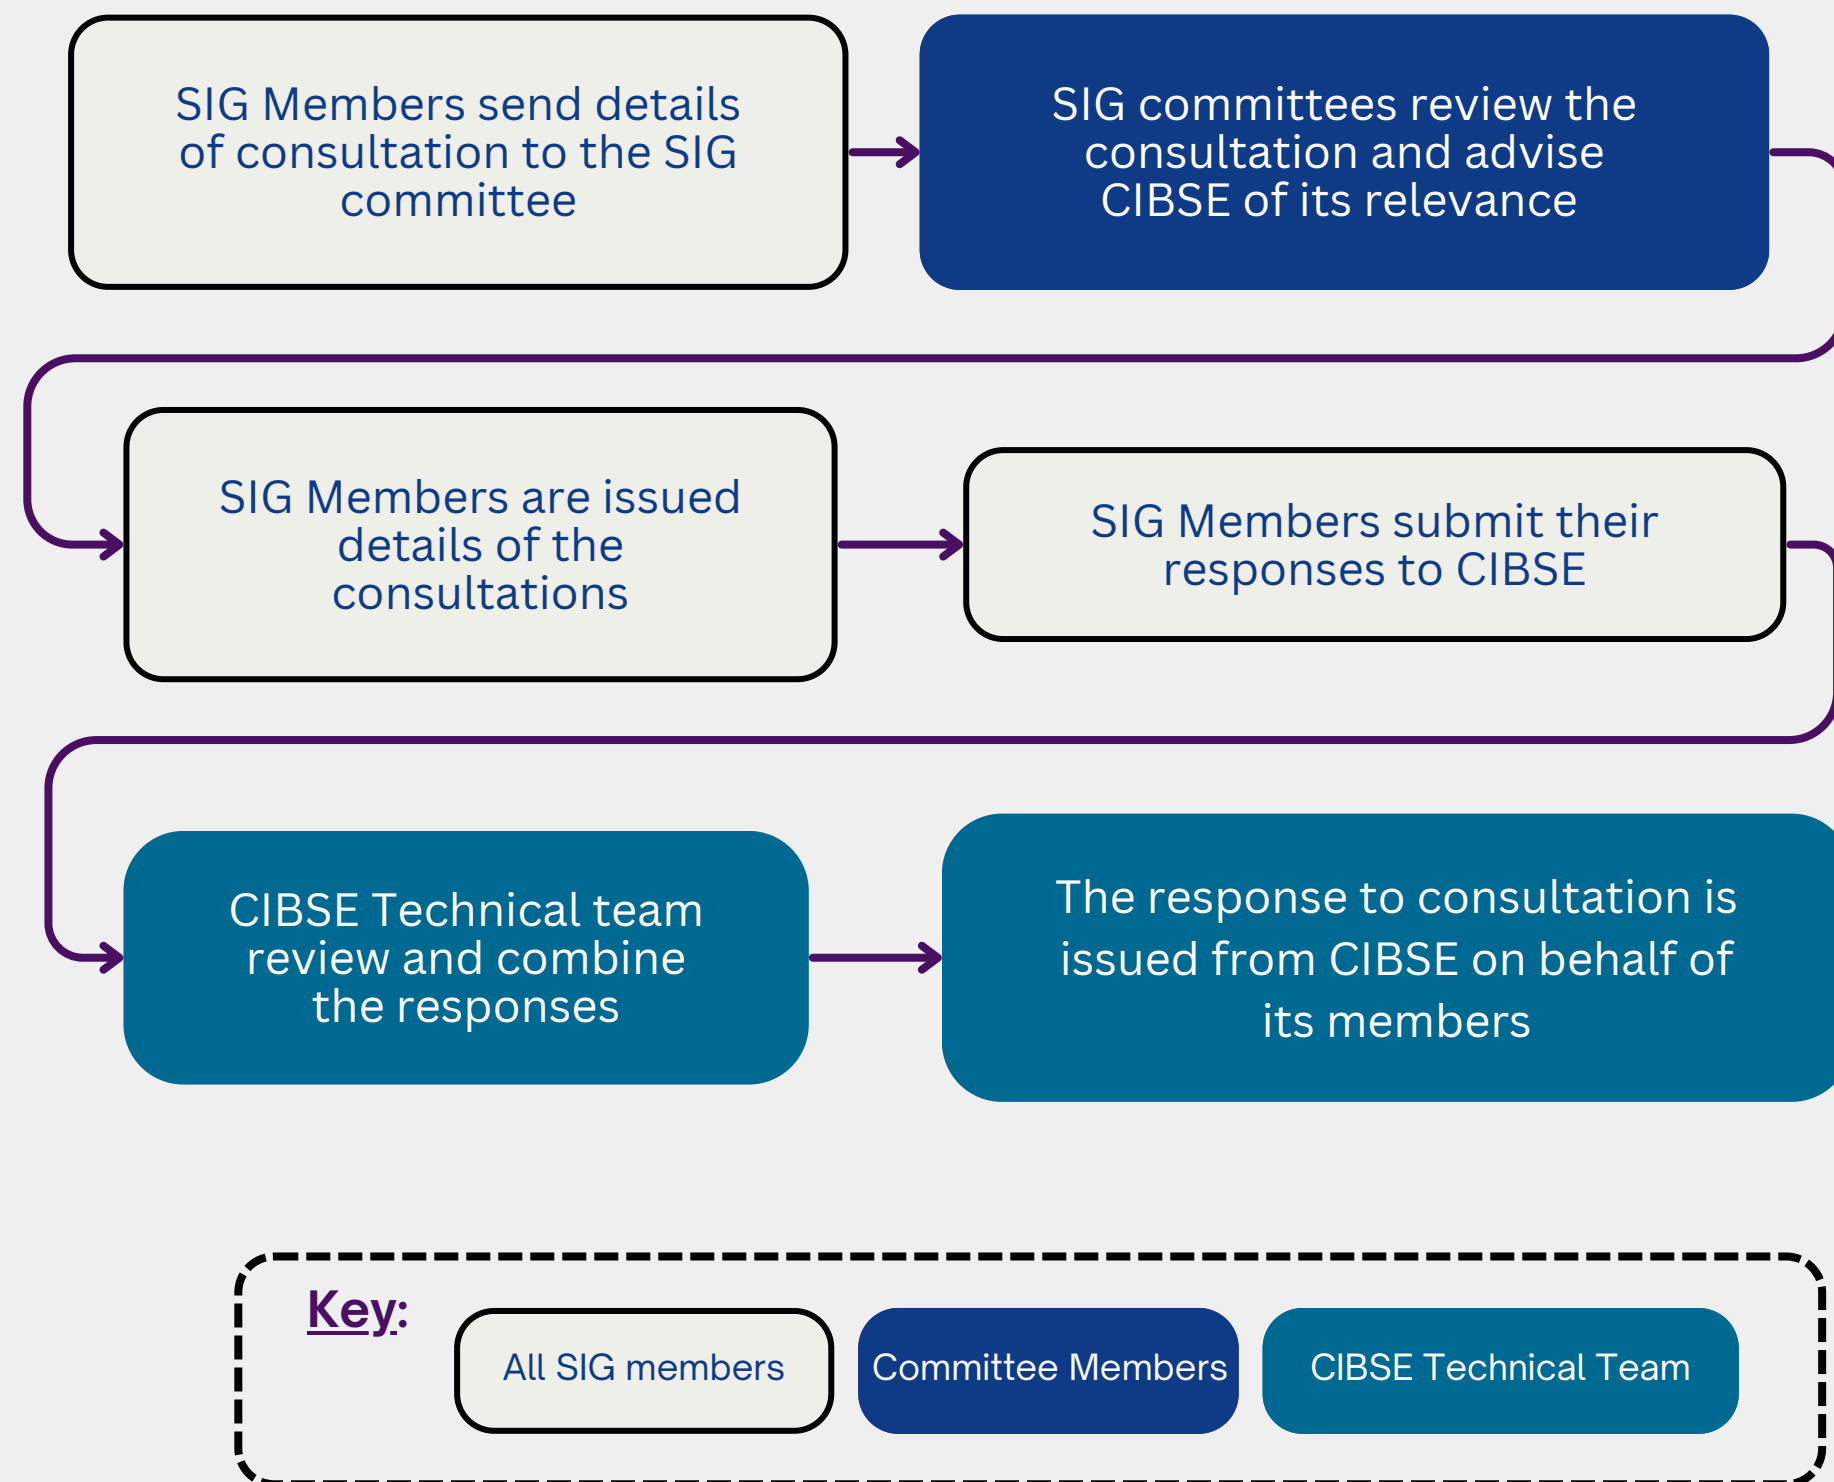 SIG Members send details
of consultation to the SIG
committee
SIG committees review the
consultation and advise
CIBSE of its relevance
SIG Members are issued
details of the
consultations
SIG Members submit their
responses to CIBSE
CIBSE Technical team
review and combine
the responses
The response to consultation is
issued from CIBSE on behalf of
its members
Key:
All SIG members
Committee Members
CIBSE Technical Team